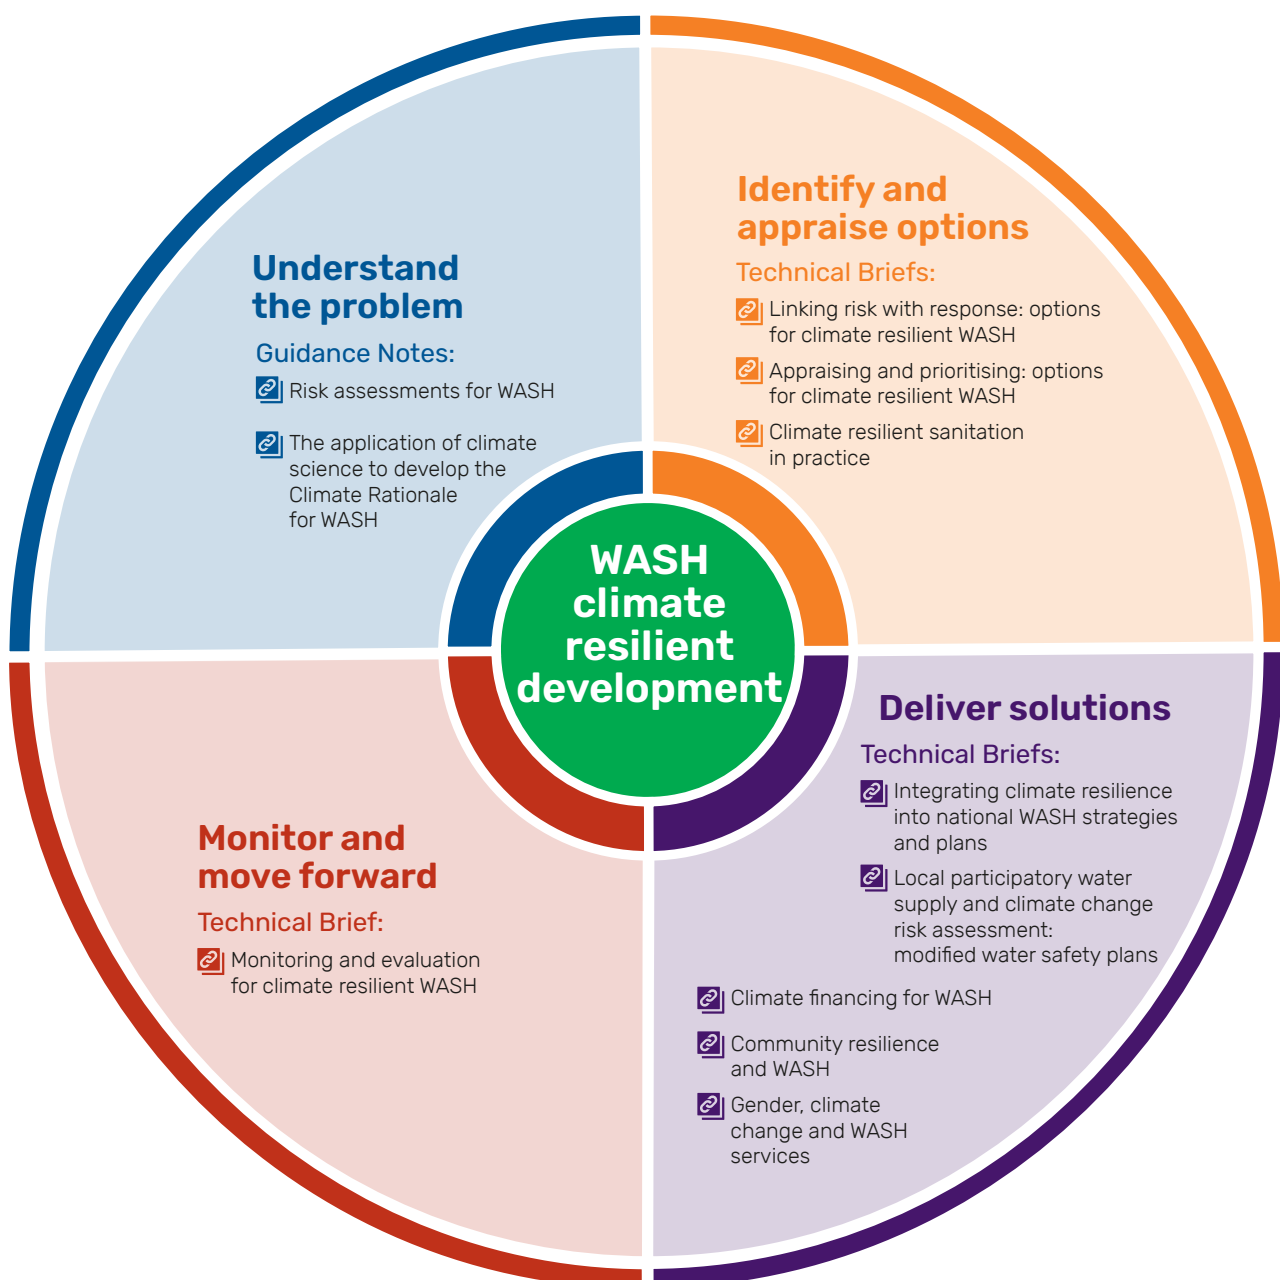 Understand
the problem
Guidance Notes:
Risk assessments for WASH
The application of climate
science to develop the
Climate Rationale
for WASH
Identify and
appraise options
Technical Briefs:
Linking risk with response: options
for climate resilient WASH
Appraising and prioritising: options
for climate resilient WASH
Climate resilient sanitation
in practice
WASH
climate
resilient
development
Deliver solutions
Technical Briefs:
Integrating climate resilience
into national WASH strategies
and plans
Local participatory water
supply and climate change
risk assessment:
modified water safety plans
Climate financing for WASH
Community resilience
and WASH
Gender, climate
change and WASH
services
Monitor and
move forward
Technical Brief:
Monitoring and evaluation
for climate resilient WASH